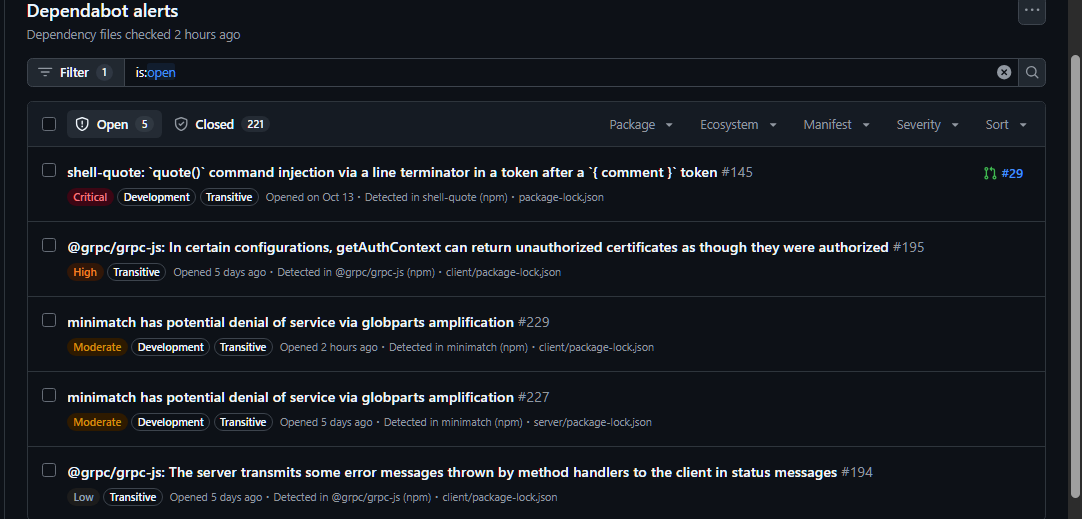 Dependabot alerts
Dependency files checked 2 hours ago
Filter 1 is:open
Open 5 Closed 221 Package Ecosystem Manifest Severity Sort
shell-quote: `quote()` command injection via a line terminator in a token after a `{ comment }` token #145 #29
Critical Development Transitive Opened on Oct 13 · Detected in shell-quote (npm) · package-lock.json
@grpc/grpc-js: In certain configurations, getAuthContext can return unauthorized certificates as though they were authorized #195
High Transitive Opened 5 days ago · Detected in @grpc/grpc-js (npm) · client/package-lock.json
minimatch has potential denial of service via globparts amplification #229
Moderate Development Transitive Opened 2 hours ago · Detected in minimatch (npm) · client/package-lock.json
minimatch has potential denial of service via globparts amplification #227
Moderate Development Transitive Opened 5 days ago · Detected in minimatch (npm) · server/package-lock.json
@grpc/grpc-js: The server transmits some error messages thrown by method handlers to the client in status messages #194
Low Transitive Opened 5 days ago · Detected in @grpc/grpc-js (npm) · client/package-lock.json